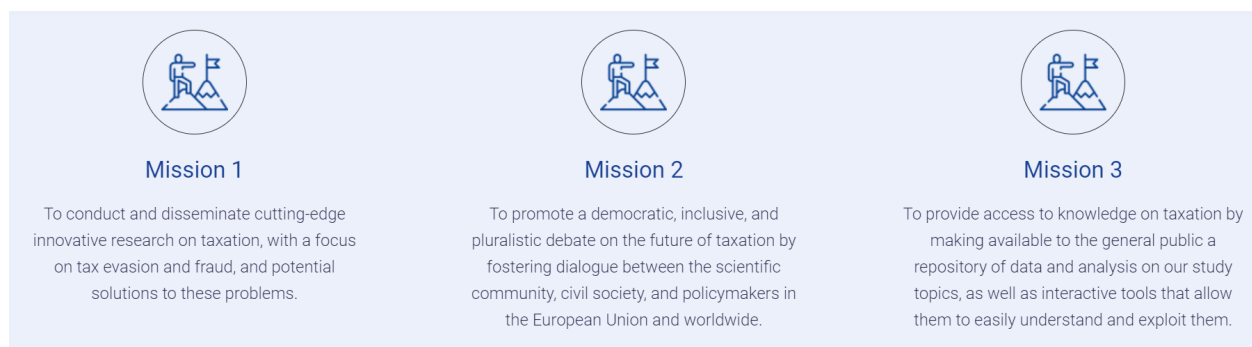 Mission 1
To conduct and disseminate cutting-edge
innovative research on taxation, with a focus
on tax evasion and fraud, and potential
solutions to these problems.
Mission 2
To promote a democratic, inclusive, and
pluralistic debate on the future of taxation by
fostering dialogue between the scientific
community, civil society, and policymakers in
the European Union and worldwide.
Mission 3
To provide access to knowledge on taxation by
making available to the general public a
repository of data and analysis on our study
topics, as well as interactive tools that allow
them to easily understand and exploit them.